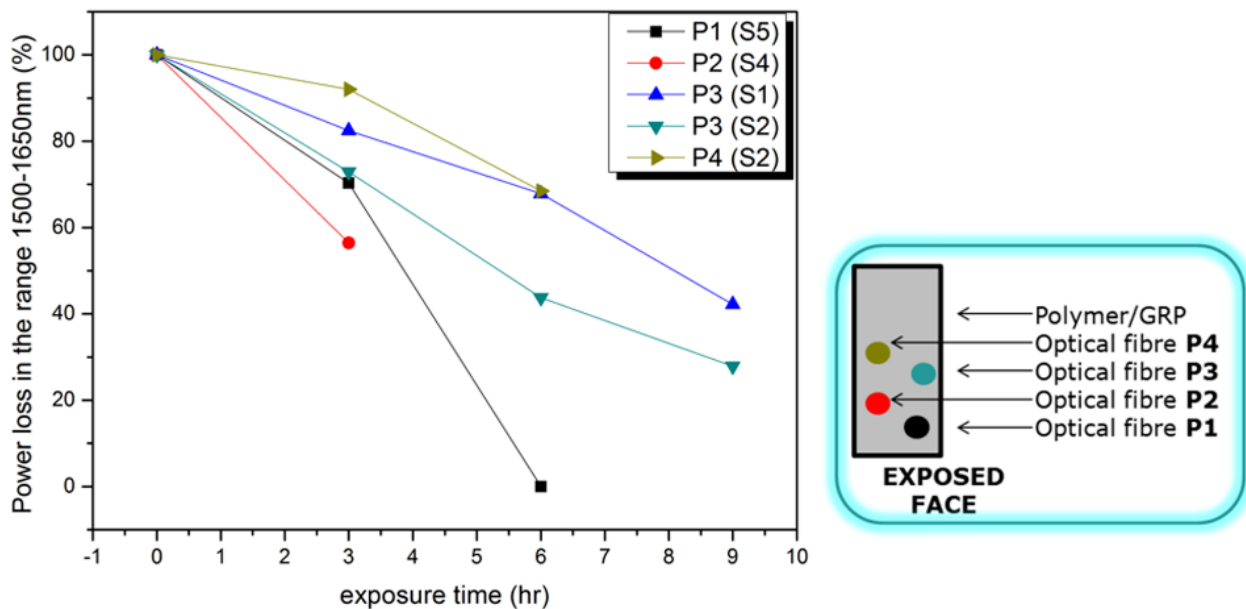 Power loss in the range 1500-1650nm (%)
100
80
60
40
20
0
-1 0 1 2 3 4 5 6 7 8 9 10
exposure time (hr)
P1 (S5)
P2 (S4)
P3 (S1)
P3 (S2)
P4 (S2)
Polymer/GRP
Optical fibre P4
Optical fibre P3
Optical fibre P2
Optical fibre P1
EXPOSED
FACE